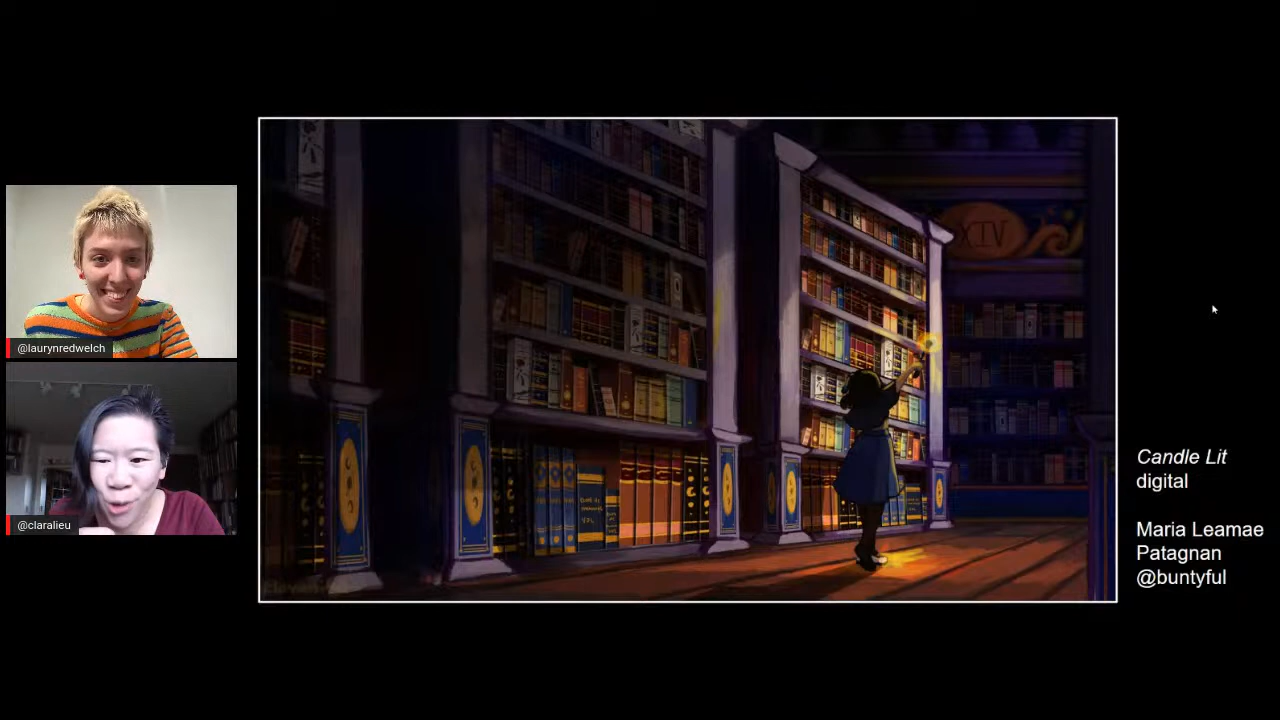 @laurynredwelch
@claralieu
XIV
Candle Lit
digital
Maria Leamae
Patagnan
@buntyful